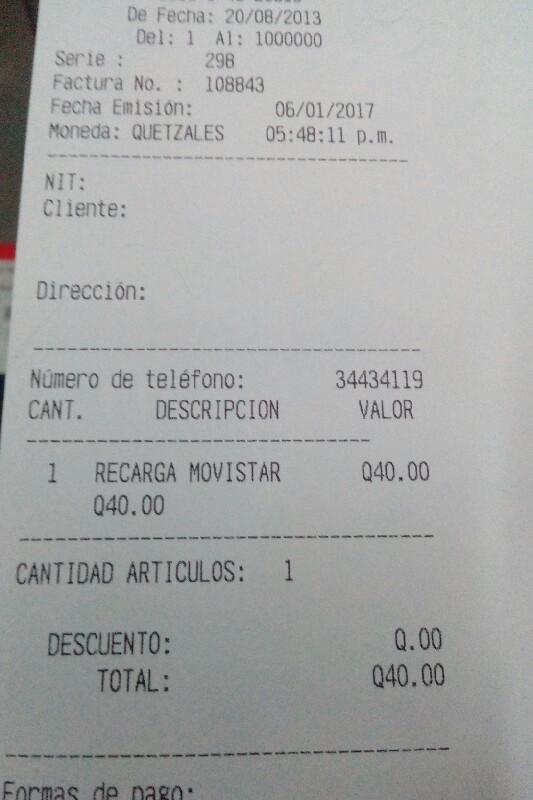 De Fecha: 20/08/2013
Del: 1 Al: 1000000
Serie : 298
Factura No. : 108843
Fecha Emisión: 06/01/2017
Moneda: QUETZALES 05:48:11 p.m.
NIT:
Cliente:
Dirección:
Número de teléfono: 34434119
CANT. DESCRIPCION VALOR
1 RECARGA MOVISTAR Q40.00
Q40.00
CANTIDAD ARTICULOS: 1
DESCUENTO: Q.00
TOTAL: Q40.00
Formas de pago: